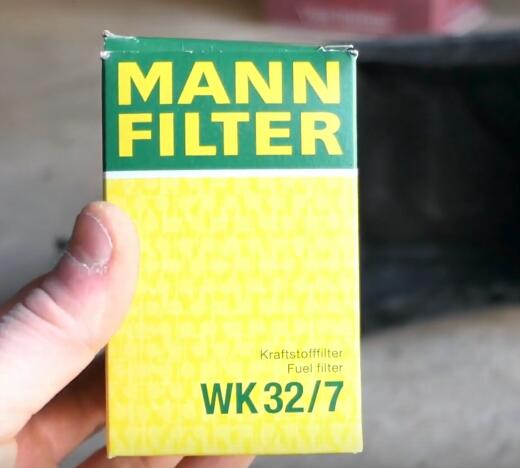 MANN
FILTER
Kraftstofffilter
Fuel filter
WK 32/7